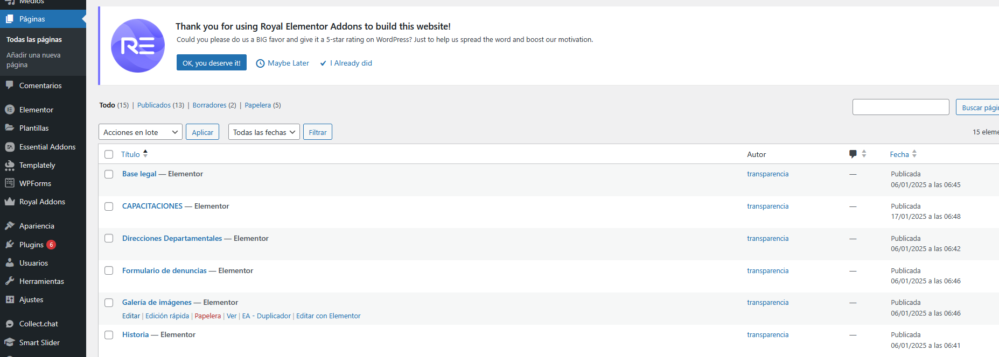 Medios
Páginas
Todas las páginas
Añadir una nueva
página
Comentarios
Elementor
Plantillas
Essential Addons
Templately
WPForms
Royal Addons
Apariencia
Plugins 6
Usuarios
Herramientas
Ajustes
Collect.chat
Smart Slider
RE
Thank you for using Royal Elementor Addons to build this website!
Could you please do us a BIG favor and give it a 5-star rating on WordPress? Just to help us spread the word and boost our motivation.
OK, you deserve it! Maybe Later I Already did
Todo (15) | Publicados (13) | Borradores (2) | Papelera (5)
Buscar pági
Acciones en lote Aplicar Todas las fechas Filtrar
15 eleme
Título Autor Fecha
Base legal — Elementor transparencia — Publicada
06/01/2025 a las 06:45
CAPACITACIONES — Elementor transparencia — Publicada
17/01/2025 a las 06:48
Direcciones Departamentales — Elementor transparencia — Publicada
06/01/2025 a las 06:42
Formulario de denuncias — Elementor transparencia — Publicada
06/01/2025 a las 06:46
Galería de imágenes — Elementor transparencia — Publicada
06/01/2025 a las 06:46
Editar | Edición rápida | Papelera | Ver | EA - Duplicador | Editar con Elementor
Historia — Elementor transparencia — Publicada
06/01/2025 a las 06:41